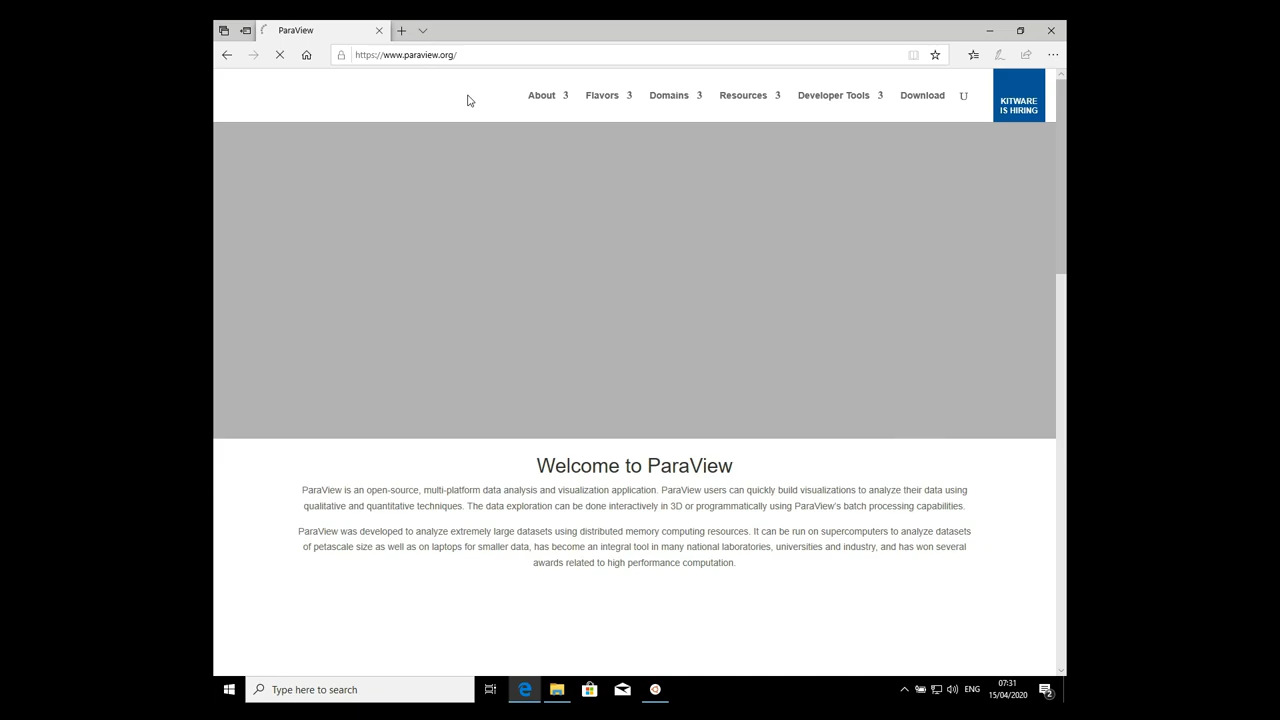 ParaView
https://www.paraview.org/
About 3 Flavors 3 Domains 3 Resources 3 Developer Tools 3 Download U
KITWARE
IS HIRING
Welcome to ParaView
ParaView is an open-source, multi-platform data analysis and visualization application. ParaView users can quickly build visualizations to analyze their data using
qualitative and quantitative techniques. The data exploration can be done interactively in 3D or programmatically using ParaView's batch processing capabilities.
ParaView was developed to analyze extremely large datasets using distributed memory computing resources. It can be run on supercomputers to analyze datasets
of petascale size as well as on laptops for smaller data, has become an integral tool in many national laboratories, universities and industry, and has won several
awards related to high performance computation.
Type here to search
ENG
07:31
15/04/2020
2